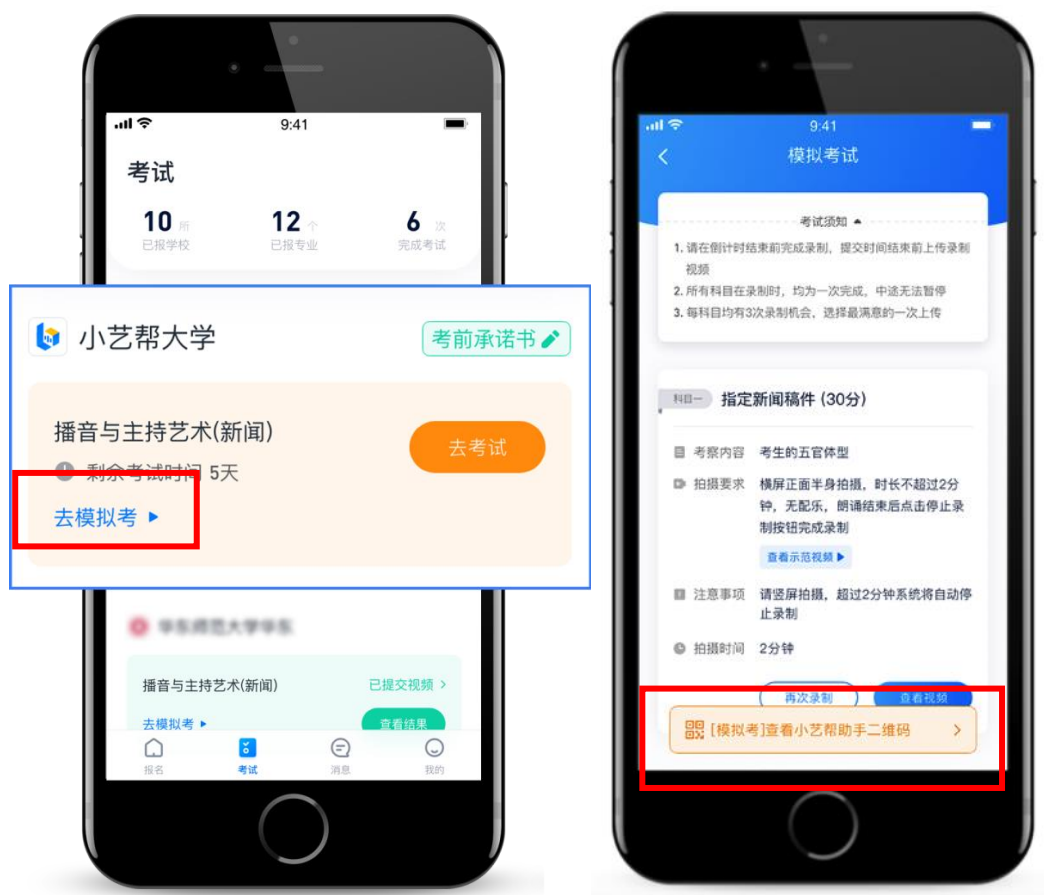 9:41
考试
10 所
12 个
6 次
已报学校
已报专业
完成考试
小艺帮大学
考前承诺书
播音与主持艺术(新闻)
去考试
剩余考试时间 5天
去模拟考
播音与主持艺术(新闻)
已提交视频
去模拟考
查看结果
报名
考试
消息
我的
9:41
模拟考试
考试须知
1. 请在倒计时结束前完成录制，提交时间结束前上传录制
视频
2. 所有科目在录制时，均为一次完成，中途无法暂停
3. 每科目均有3次录制机会，选择最满意的一次上传
科目一 指定新闻稿件 (30分)
考察内容 考生的五官体型
拍摄要求 横屏正面半身拍摄，时长不超过2分
钟，无配乐，朗诵结束后点击停止录
制按钮完成录制
查看示范视频
注意事项 请竖屏拍摄，超过2分钟系统将自动停
止录制
拍摄时间 2分钟
再次录制
查看视频
[模拟考]查看小艺帮助手二维码